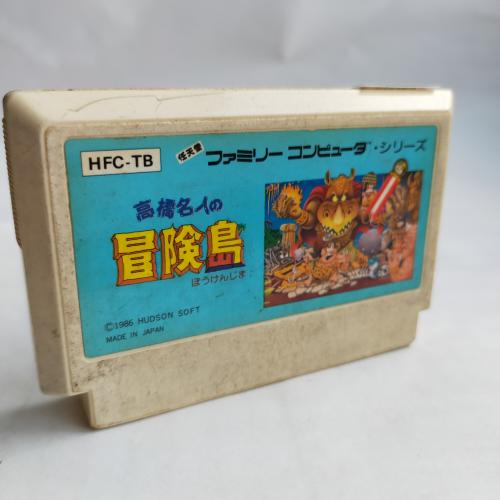 HFC-TB
任天堂 ファミリー コンピュータ・シリーズ
高橋名人の
冒険島
ぼうけんじま
©1986 HUDSON SOFT
MADE IN JAPAN